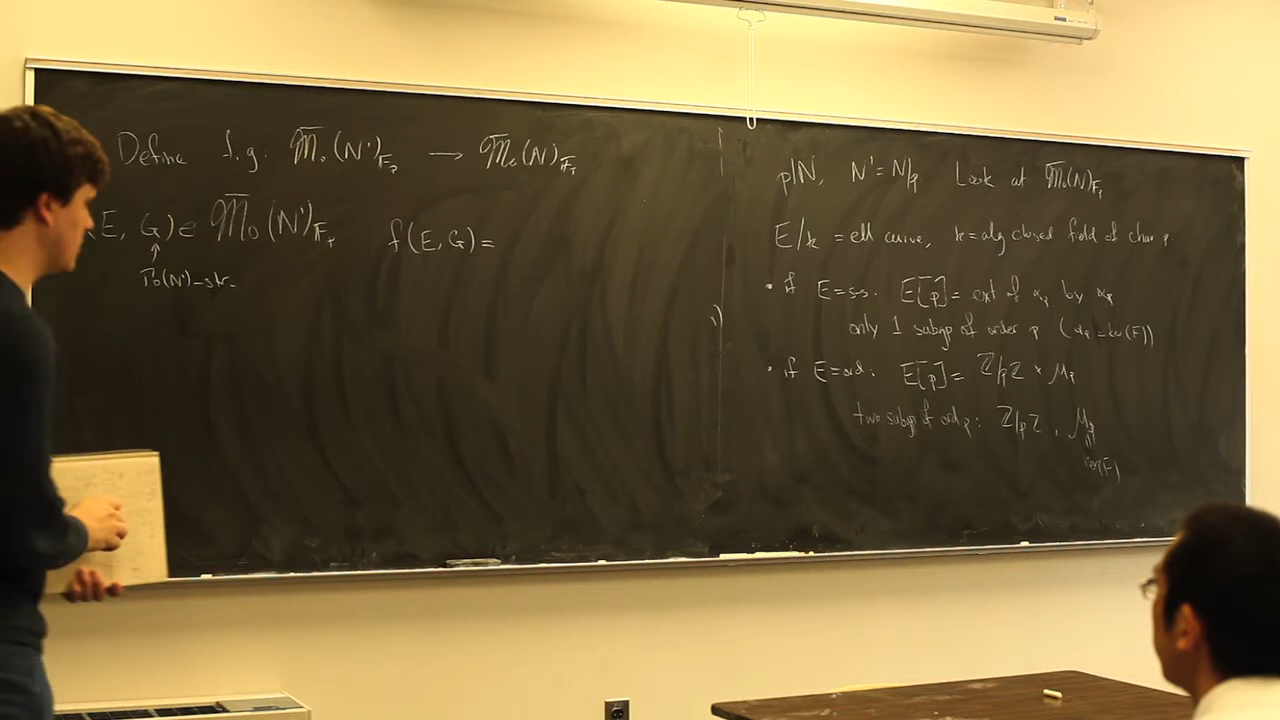 Define f,g: 𝓜̄₀(N')_{𝔽_p} → 𝓜̄₀(N)_{𝔽_p}
(E, G) ∈ 𝓜̄₀(N')_{𝔽_p}, f(E, G) =
↑
Γ₀(N')-str.
p|N, N' = N/p Look at 𝓜̄₀(N)_{𝔽_p}
E/k = ell curve, k = alg closed field of char p.
• if E = s.s. E[p] = ext of α_p by α_p
only 1 subgp of order p (α_p = ker(F))
• if E = ord: E[p] = ℤ/pℤ × μ_p
two subgps of ord p: ℤ/pℤ, μ_p
ker(F)